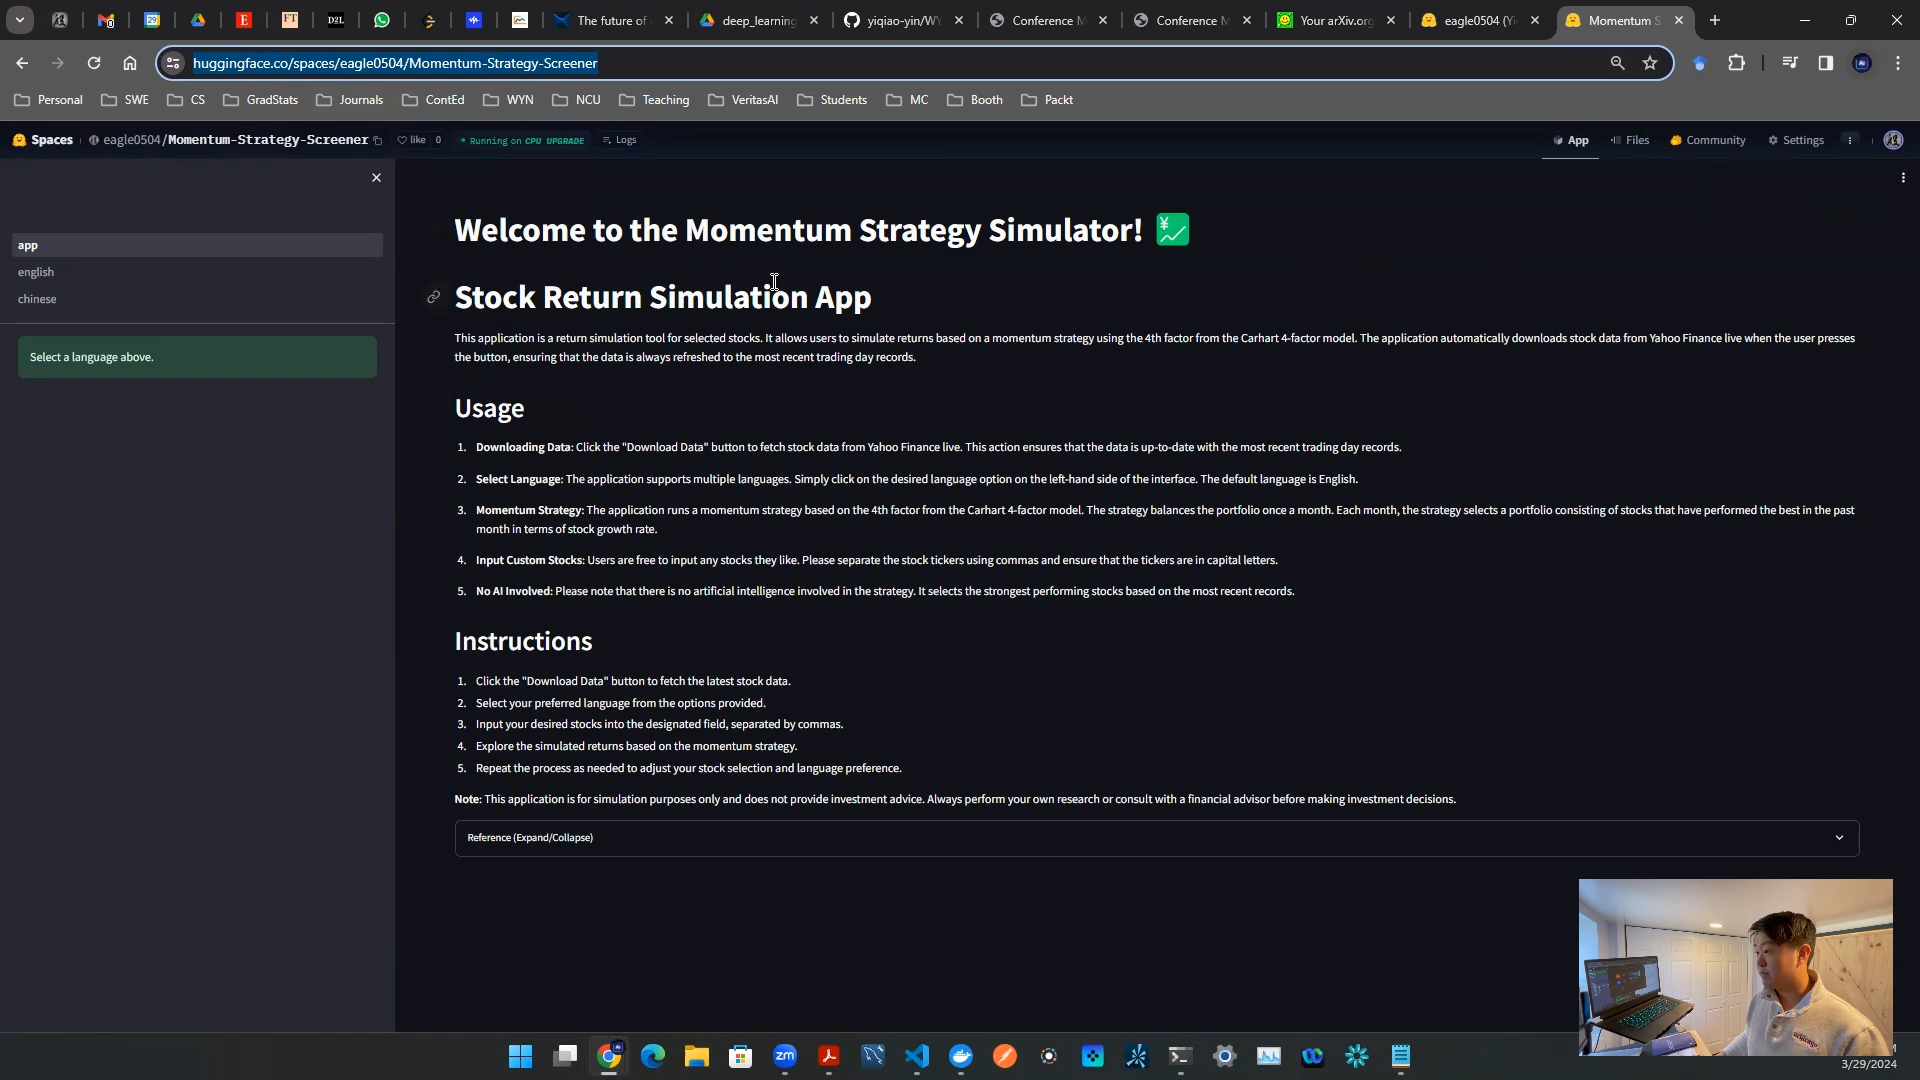 The future of
deep_learning
yiqiao-yin/WY
Conference M
Conference M
Your arXiv.org
eagle0504 (Yi
Momentum S
huggingface.co/spaces/eagle0504/Momentum-Strategy-Screener
Personal SWE CS GradStats Journals ContEd WYN NCU Teaching VeritasAI Students MC Booth Packt
Spaces eagle0504/Momentum-Strategy-Screener like 0 Running on CPU UPGRADE Logs App Files Community Settings
app
english
chinese
Select a language above.
Welcome to the Momentum Strategy Simulator!
Stock Return Simulation App
This application is a return simulation tool for selected stocks. It allows users to simulate returns based on a momentum strategy using the 4th factor from the Carhart 4-factor model. The application automatically downloads stock data from Yahoo Finance live when the user presses
the button, ensuring that the data is always refreshed to the most recent trading day records.
Usage
1. Downloading Data: Click the "Download Data" button to fetch stock data from Yahoo Finance live. This action ensures that the data is up-to-date with the most recent trading day records.
2. Select Language: The application supports multiple languages. Simply click on the desired language option on the left-hand side of the interface. The default language is English.
3. Momentum Strategy: The application runs a momentum strategy based on the 4th factor from the Carhart 4-factor model. The strategy balances the portfolio once a month. Each month, the strategy selects a portfolio consisting of stocks that have performed the best in the past
month in terms of stock growth rate.
4. Input Custom Stocks: Users are free to input any stocks they like. Please separate the stock tickers using commas and ensure that the tickers are in capital letters.
5. No AI Involved: Please note that there is no artificial intelligence involved in the strategy. It selects the strongest performing stocks based on the most recent records.
Instructions
1. Click the "Download Data" button to fetch the latest stock data.
2. Select your preferred language from the options provided.
3. Input your desired stocks into the designated field, separated by commas.
4. Explore the simulated returns based on the momentum strategy.
5. Repeat the process as needed to adjust your stock selection and language preference.
Note: This application is for simulation purposes only and does not provide investment advice. Always perform your own research or consult with a financial advisor before making investment decisions.
Reference (Expand/Collapse)
3/29/2024